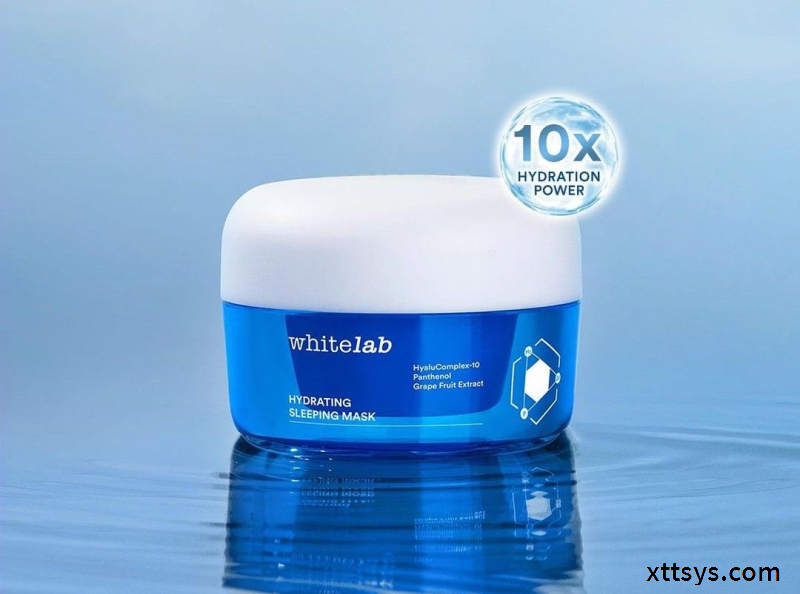 10x
HYDRATION
POWER
whitelab
HyaluComplex-10
Panthenol
Grape Fruit Extract
HYDRATING
SLEEPING MASK
xttsys.com